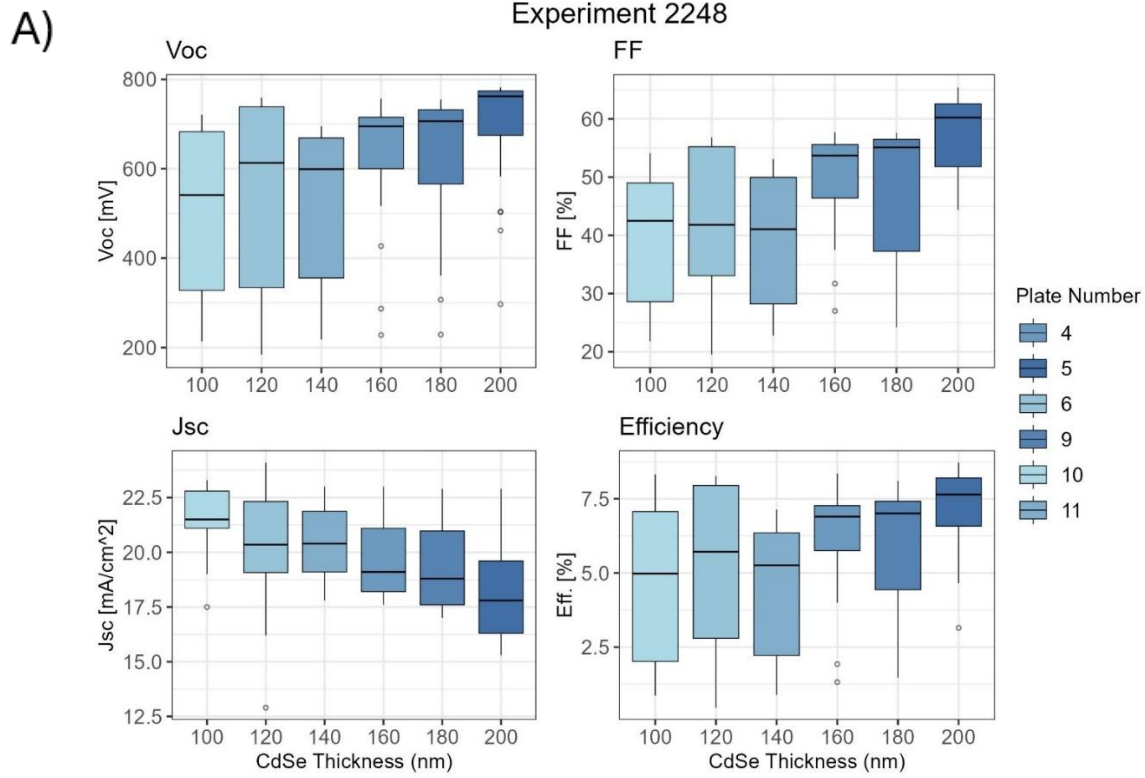 A)
Experiment 2248
Voc
FF
Voc [mV]
800
600
400
200
100 120 140 160 180 200
FF [%]
60
50
40
30
20
100 120 140 160 180 200
Plate Number
4
5
6
9
10
11
Jsc
Efficiency
Jsc [mA/cm^2]
22.5
20.0
17.5
15.0
12.5
100 120 140 160 180 200
CdSe Thickness (nm)
Eff. [%]
7.5
5.0
2.5
100 120 140 160 180 200
CdSe Thickness (nm)